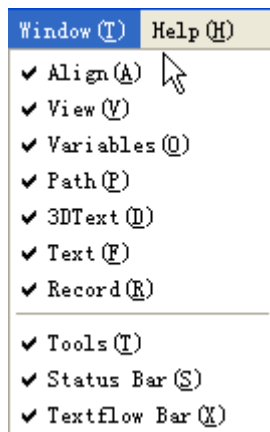 Window(T) Help(H)
✔ Align(A)
✔ View(V)
✔ Variables(O)
✔ Path(P)
✔ 3DText(D)
✔ Text(F)
✔ Record(R)
✔ Tools(T)
✔ Status Bar(S)
✔ Textflow Bar(X)